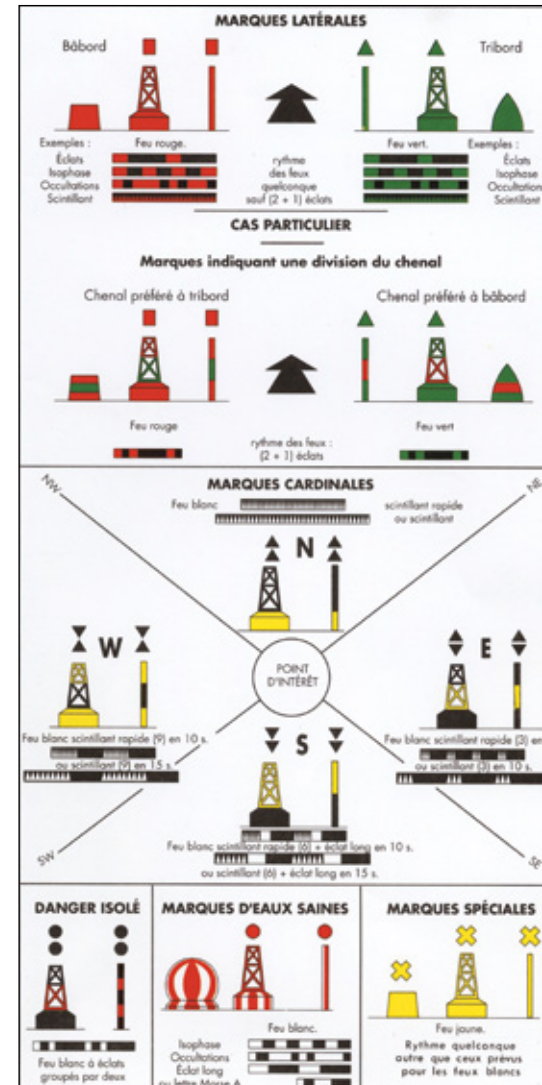 MARQUES LATÉRALES
Bâbord
Tribord
Exemples :
Feu rouge.
Feu vert.
Exemples :
Éclats
Isophase
Occultations
Scintillant
rythme
des feux
quelconque
sauf (2 + 1) éclats
Éclats
Isophase
Occultation
Scintillant
CAS PARTICULIER
Marques indiquant une division du chenal
Chenal préféré à tribord
Chenal préféré à bâbord
Feu rouge
rythme des feux :
(2 + 1) éclats
Feu vert
MARQUES CARDINALES
NW
NE
Feu blanc
scintillant rapide
ou scintillant
N
W
E
POINT
D'INTÉRÊT
Feu blanc scintillant rapide (9) en 10 s.
ou scintillant (9) en 15 s.
Feu blanc scintillant rapide (3) en
ou scintillant (3) en 10 s.
S
Feu blanc scintillant rapide (6) + éclat long en 10 s.
ou scintillant (6) + éclat long en 15 s.
SW
SE
DANGER ISOLÉ
Feu blanc à éclats
groupés par deux
MARQUES D'EAUX SAINES
Feu blanc.
Isophase
Occultations
Éclat long
ou lettre Morse A
MARQUES SPÉCIALES
Feu jaune.
Rythme quelconque
autre que ceux prévus
pour les feux blancs